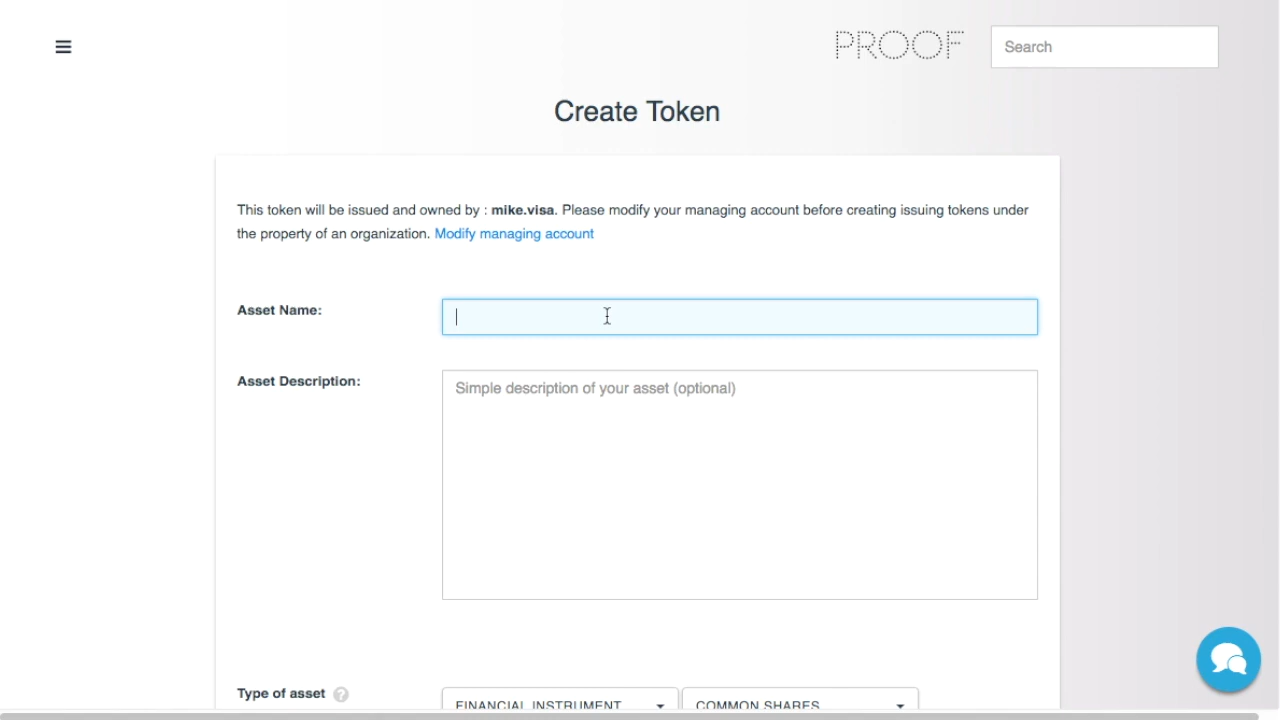 PROOF
Search
Create Token
This token will be issued and owned by : mike.visa. Please modify your managing account before creating issuing tokens under
the property of an organization. Modify managing account
Asset Name:
Asset Description:
Simple description of your asset (optional)
Type of asset ?
FINANCIAL INSTRUMENT
COMMON SHARES